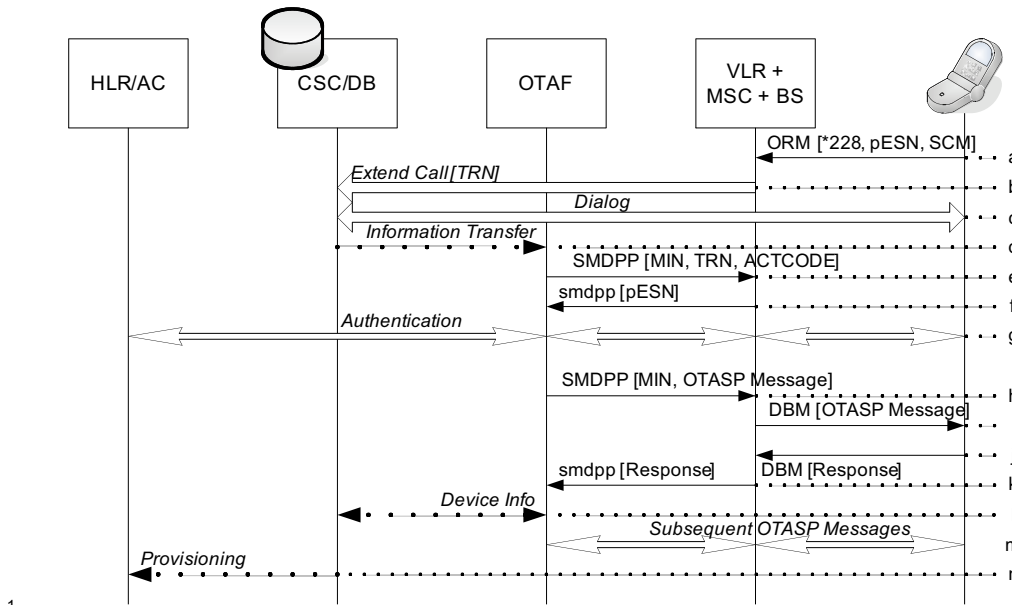 HLR/AC
CSC/DB
OTAF
VLR +
MSC + BS
ORM [*228, pESN, SCM]
Extend Call [TRN]
Dialog
Information Transfer
SMDPP [MIN, TRN, ACTCODE]
smdpp [pESN]
Authentication
g
SMDPP [MIN, OTASP Message]
h
DBM [OTASP Message]
smdpp [Response]
DBM [Response]
k
Device Info
Subsequent OTASP Messages
Provisioning
1